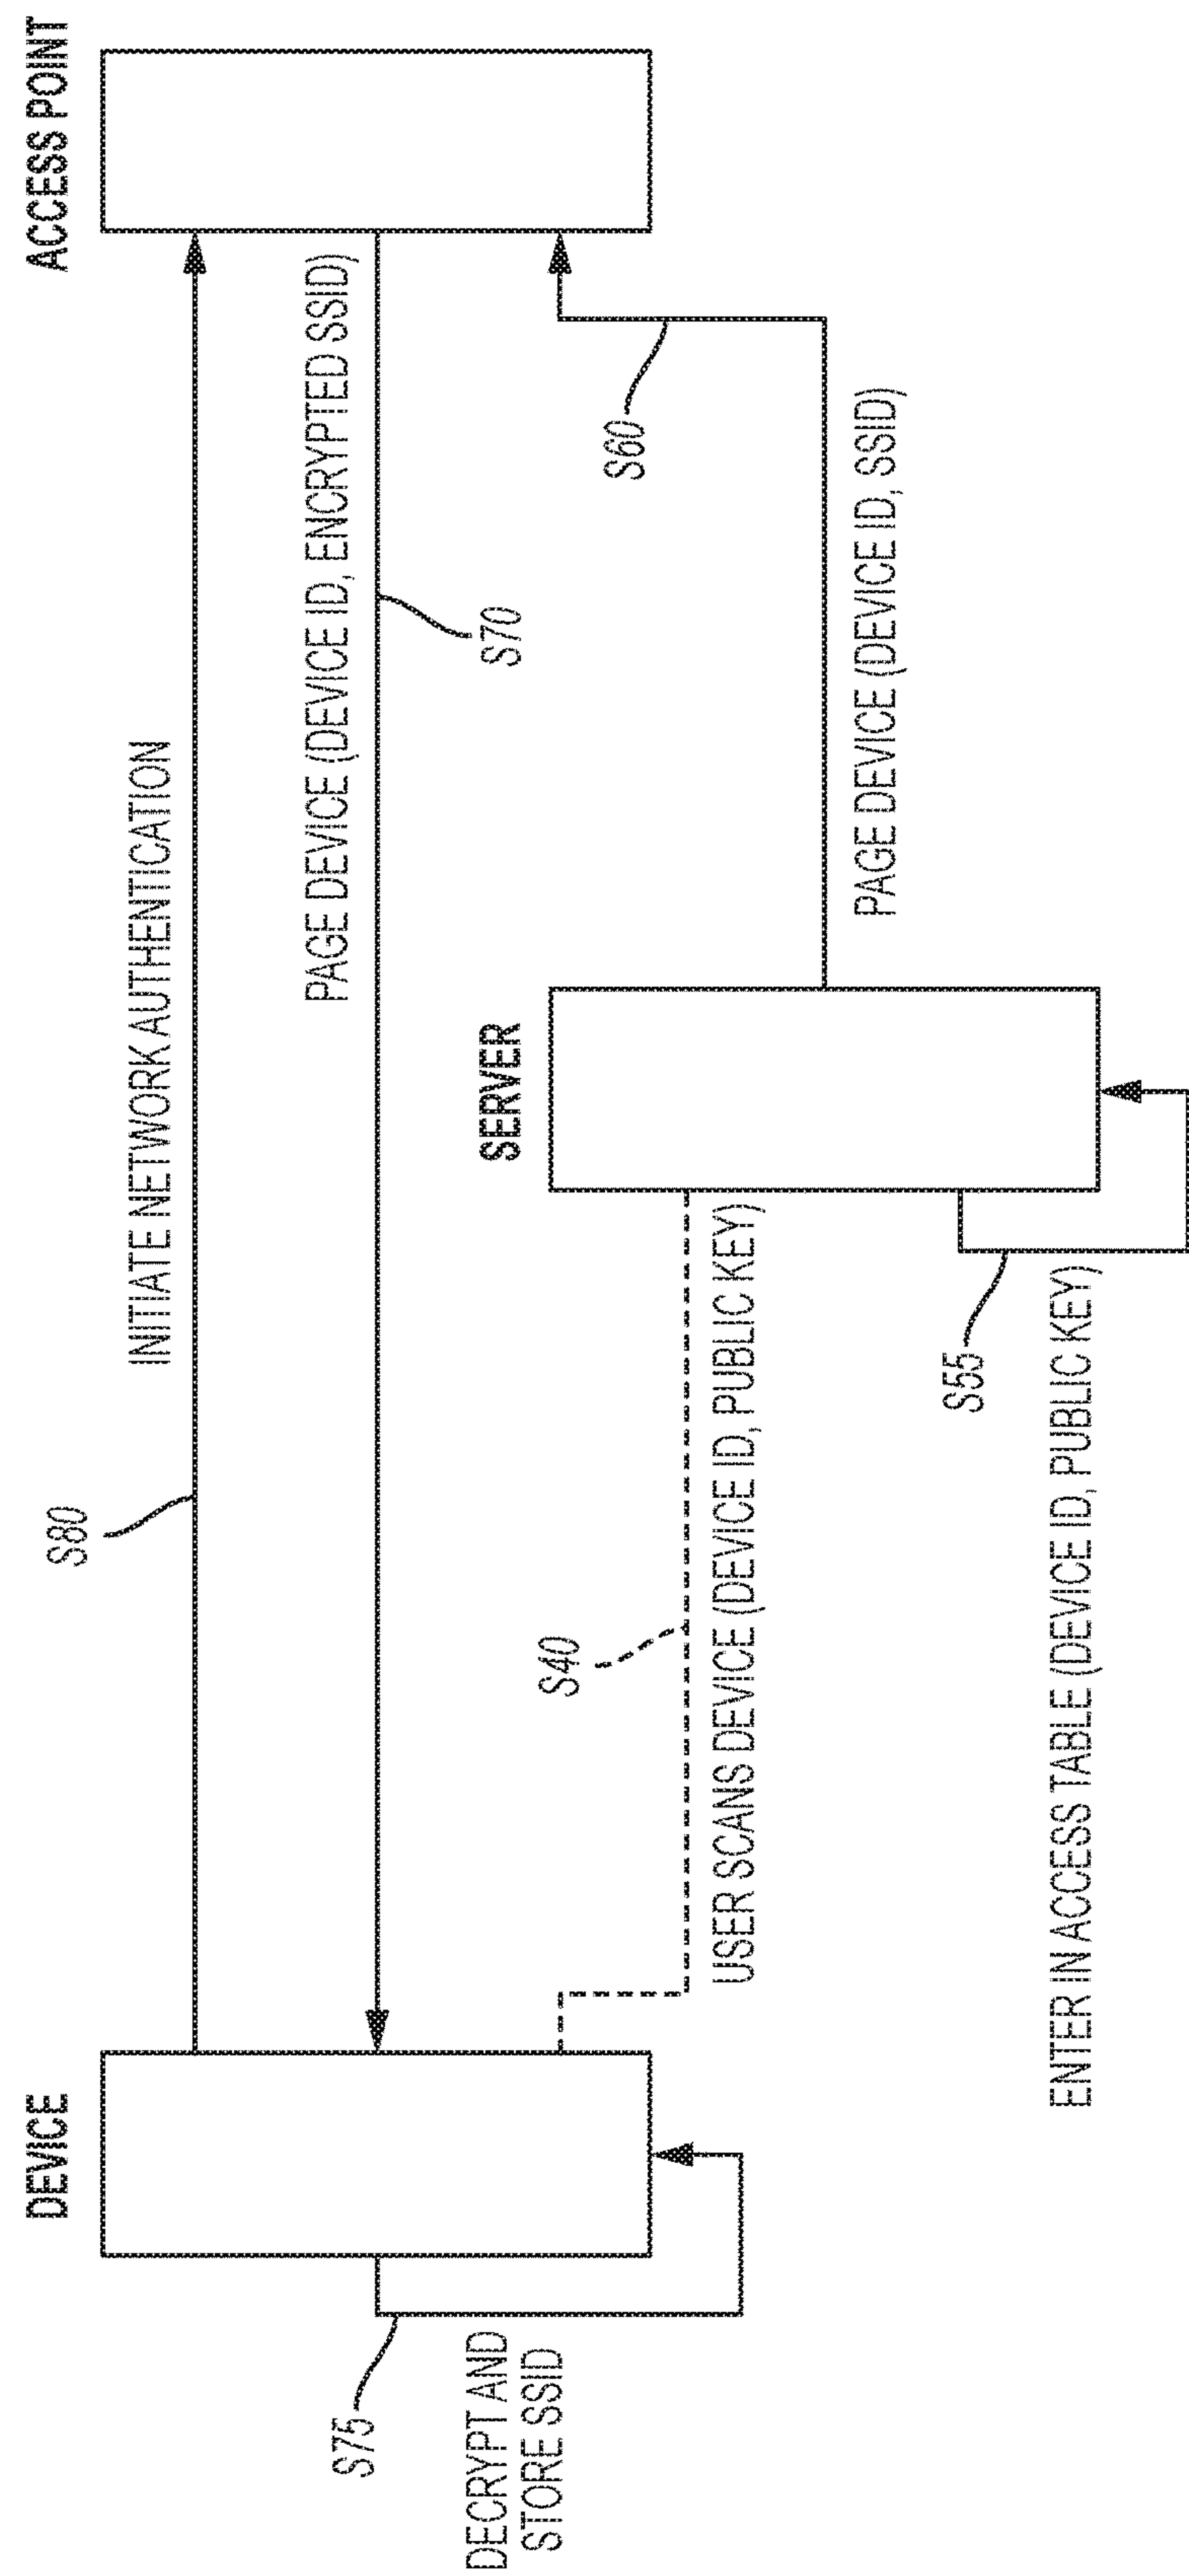 DEVICE
ACCESS POINT
S80
INITIATE NETWORK AUTHENTICATION
PAGE DEVICE (DEVICE ID, ENCRYPTED SSID)
S70
S75
DECRYPT AND
STORE SSID
SERVER
S40
USER SCANS DEVICE (DEVICE ID, PUBLIC KEY)
S60
PAGE DEVICE (DEVICE ID, SSID)
S55
ENTER IN ACCESS TABLE (DEVICE ID, PUBLIC KEY)